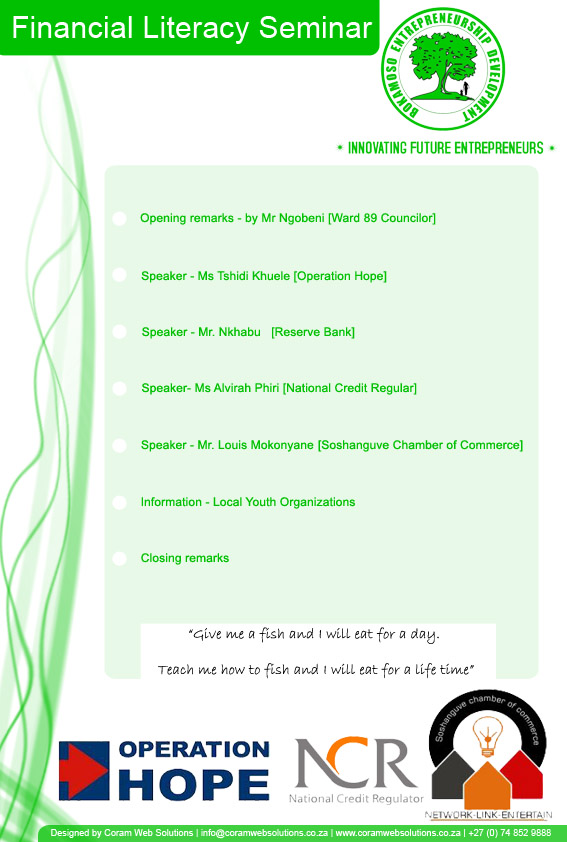 Financial Literacy Seminar
BOKAMOSO ENTREPRENEURSHIP DEVELOPMENT
* INNOVATING FUTURE ENTREPRENEURS *
Opening remarks - by Mr Ngobeni [Ward 89 Councilor]
Speaker - Ms Tshidi Khuele [Operation Hope]
Speaker - Mr. Nkhabu [Reserve Bank]
Speaker- Ms Alvirah Phiri [National Credit Regular]
Speaker - Mr. Louis Mokonyane [Soshanguve Chamber of Commerce]
Information - Local Youth Organizations
Closing remarks
“Give me a fish and I will eat for a day.
Teach me how to fish and I will eat for a life time”
OPERATION
HOPE
NCR
National Credit Regulator
Soshanguve chamber of commerce
NETWORK-LINK-ENTERTAIN
Designed by Coram Web Solutions | info@coramwebsolutions.co.za | www.coramwebsolutions.co.za | +27 (0) 74 852 9888